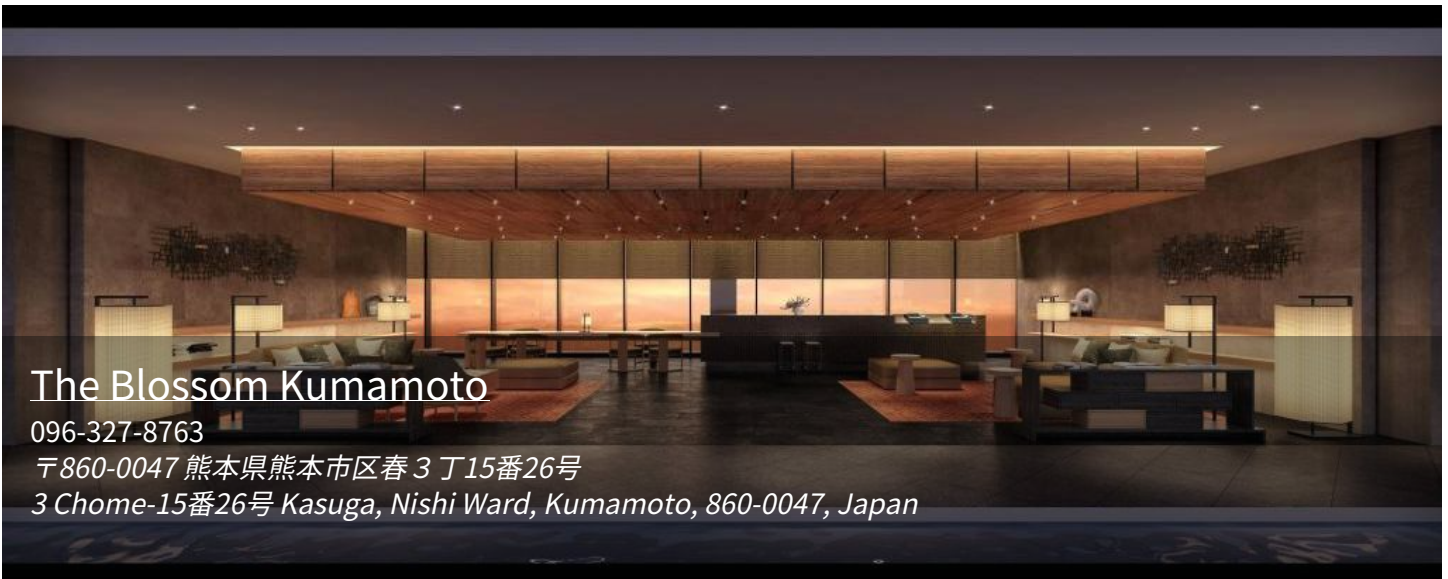 The Blossom Kumamoto
096-327-8763
〒860-0047 熊本県熊本市区春３丁15番26号
3 Chome-15番26号 Kasuga, Nishi Ward, Kumamoto, 860-0047, Japan